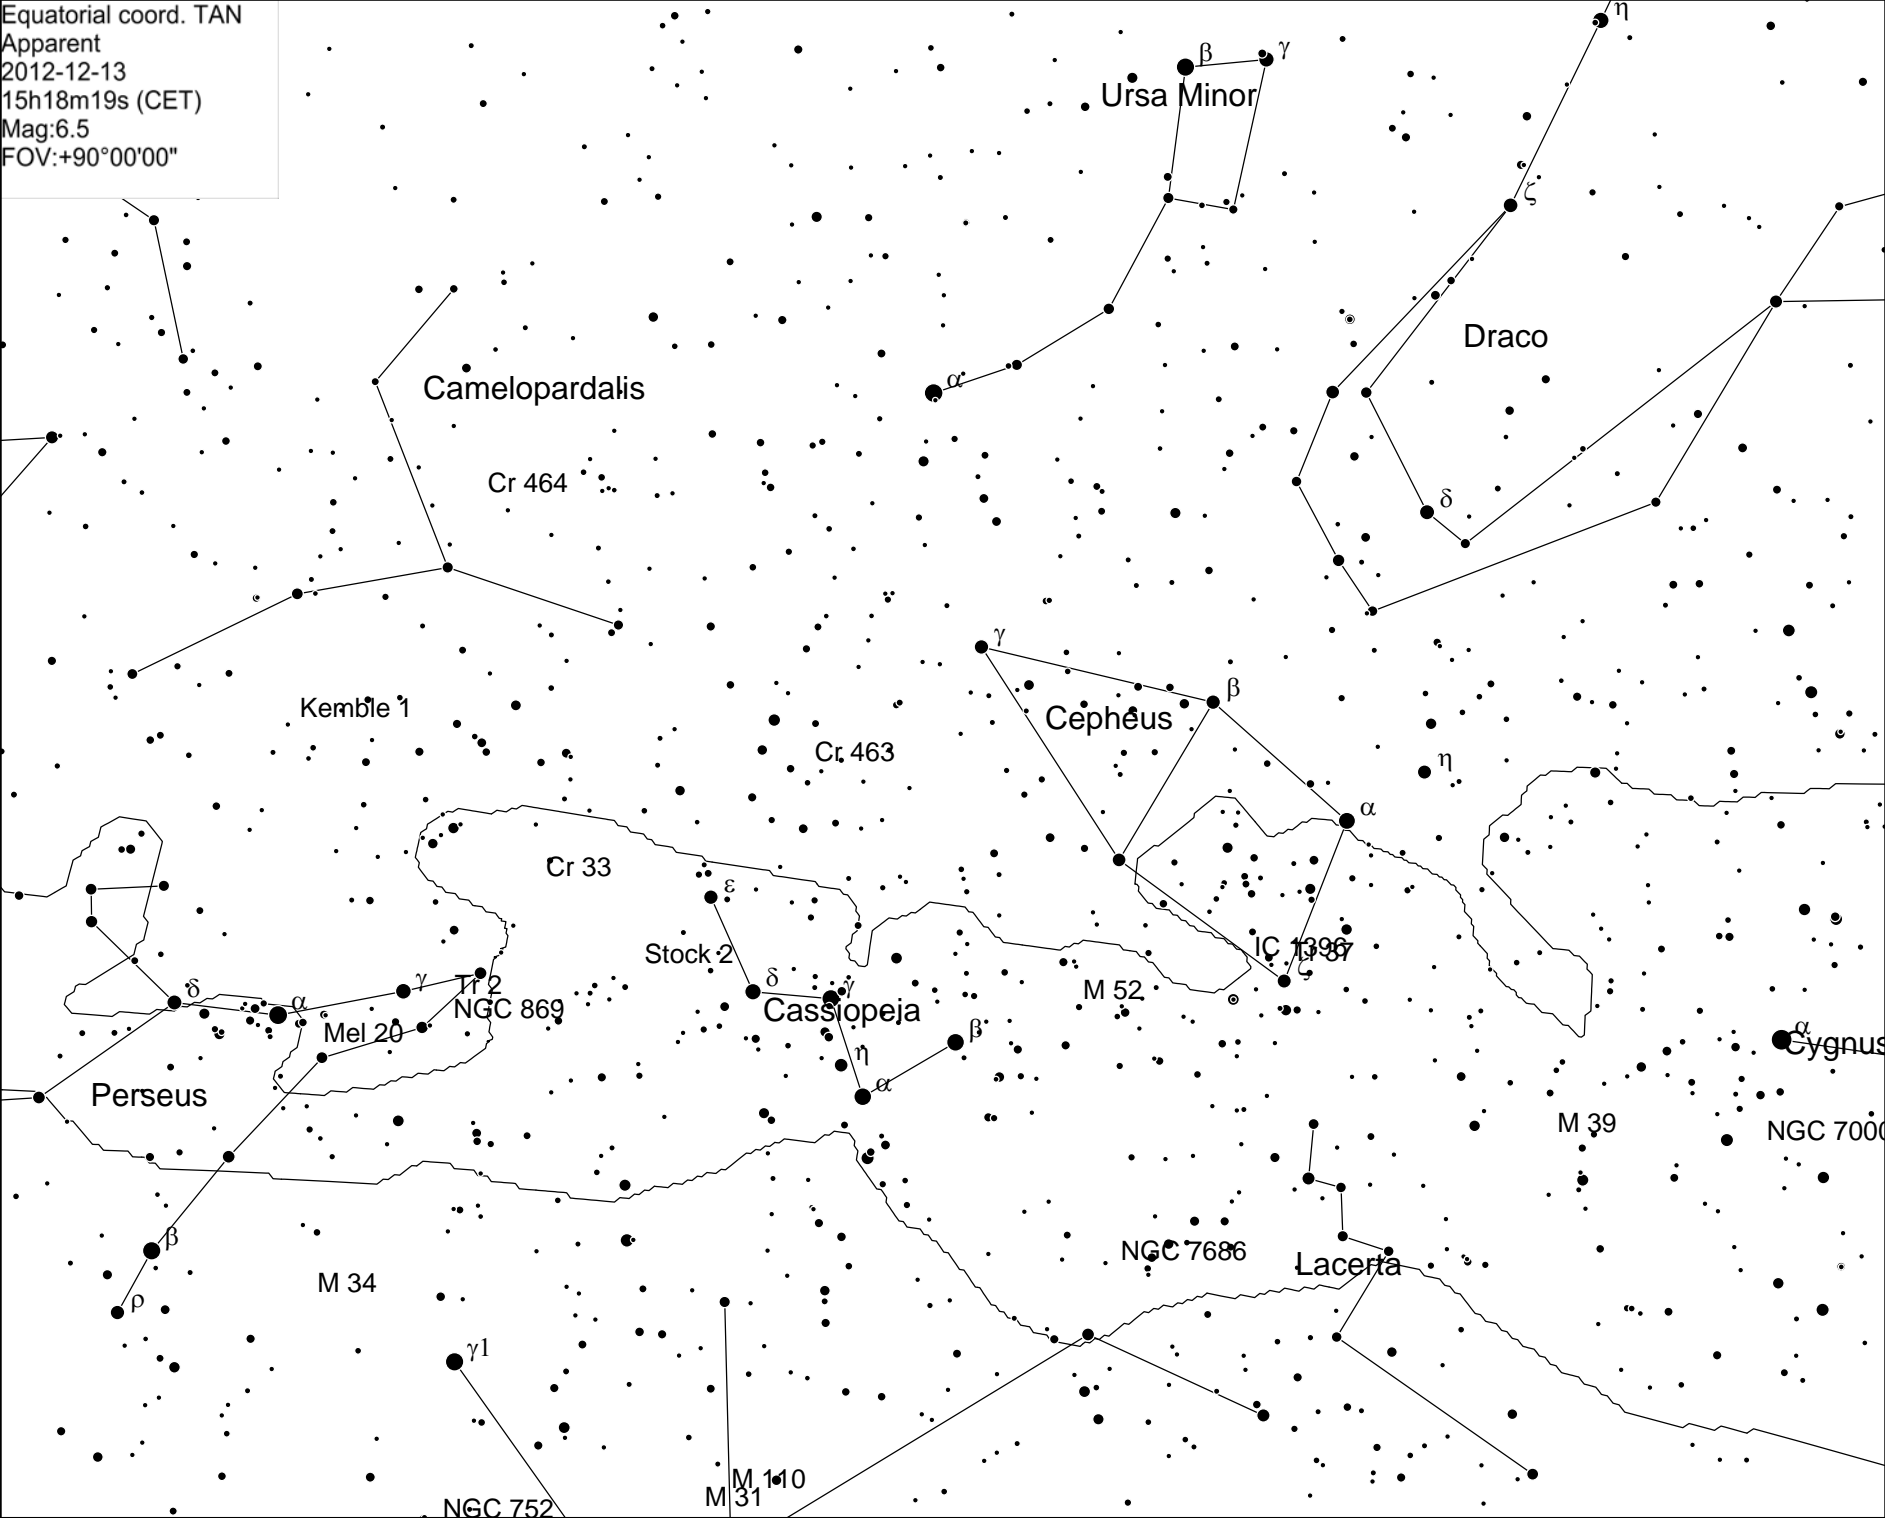 Equatorial coord. TAN
Apparent
2012-12-13
15h18m19s (CET)
Mag:6.5
FOV:+90°00'00"
η
β
γ
Ursa Minor
ζ
Draco
α
Camelopardalis
Cr 464
δ
γ
β
Kemble 1
Cepheus
Cr 463
η
α
Cr 33
ε
Stock 2
IC 1396
Tr 37
ζ
δ
α
γ
Tr 2
NGC 869
δ
γ
Cassiopeja
M 52
Mel 20
β
η
α
α
Cygnus
Perseus
M 39
NGC 7000
β
M 34
NGC 7686
Lacerta
ρ
γ1
M 110
M 31
NGC 752